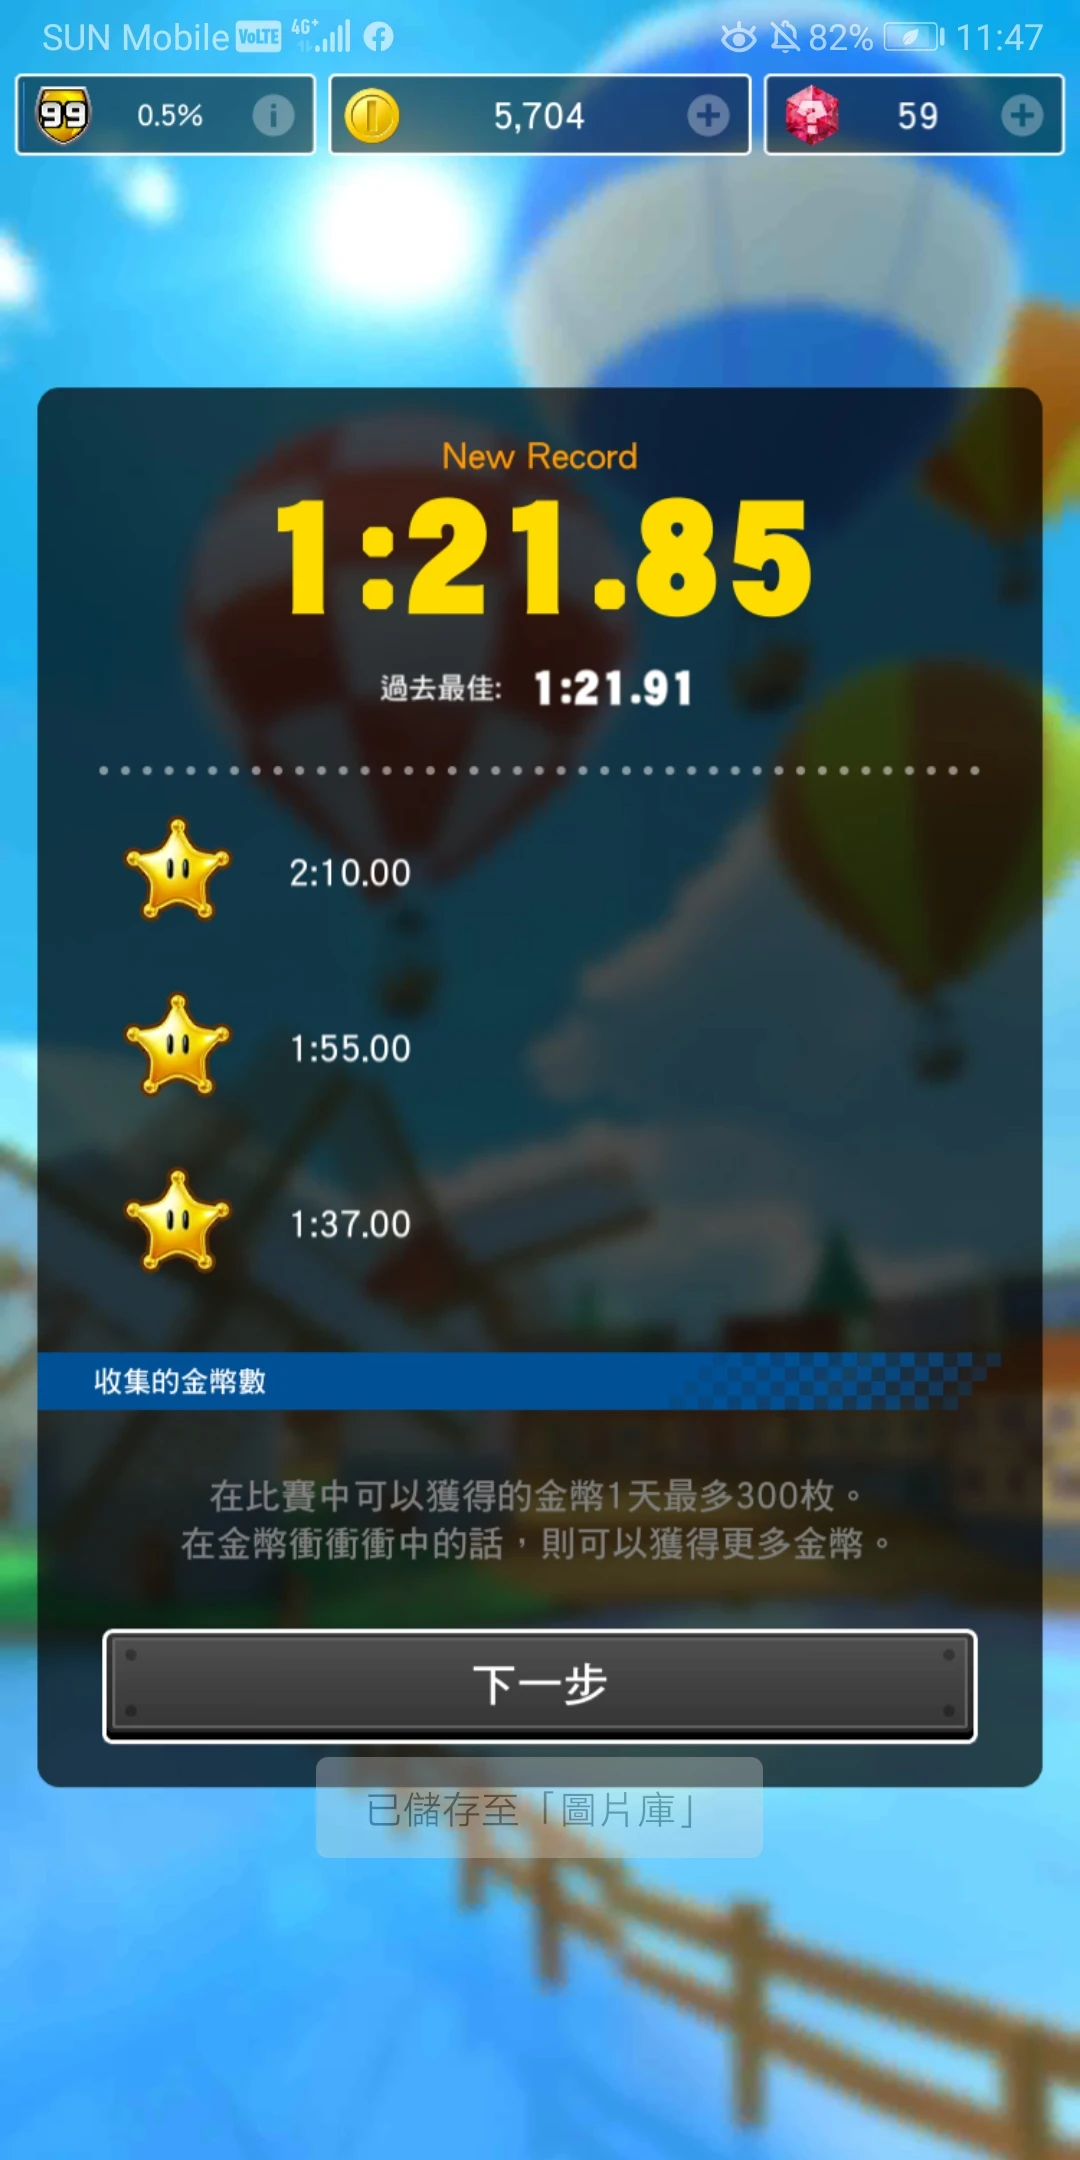 SUN Mobile VoLTE 4G+ 82% 11:47
99 0.5% i 5,704 + ? 59 +
New Record
1:21.85
過去最佳: 1:21.91
2:10.00
1:55.00
1:37.00
收集的金幣數
在比賽中可以獲得的金幣1天最多300枚。
在金幣衝衝衝中的話，則可以獲得更多金幣。
下一步
已儲存至「圖片庫」